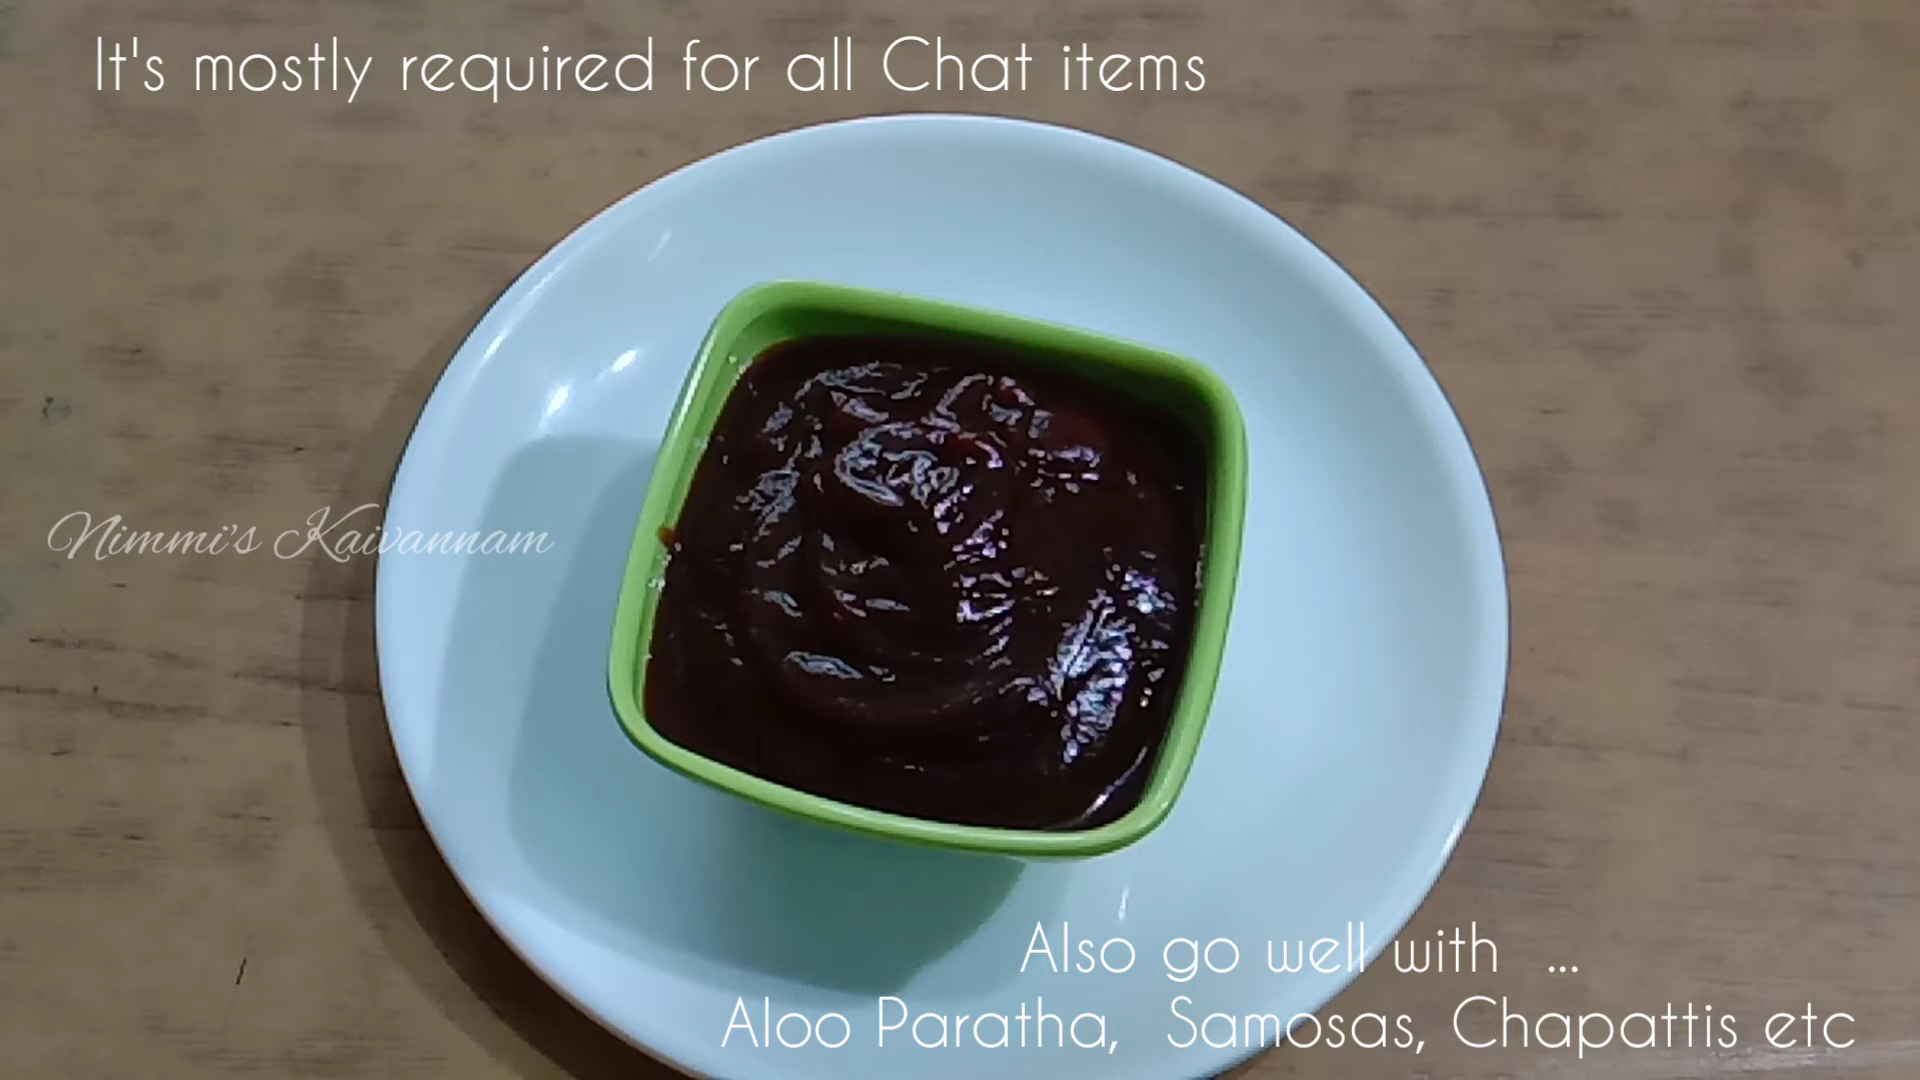 It's mostly required for all Chat items
Nimmi's Kaivannam
Also go well with ...
Aloo Paratha, Samosas, Chapattis etc